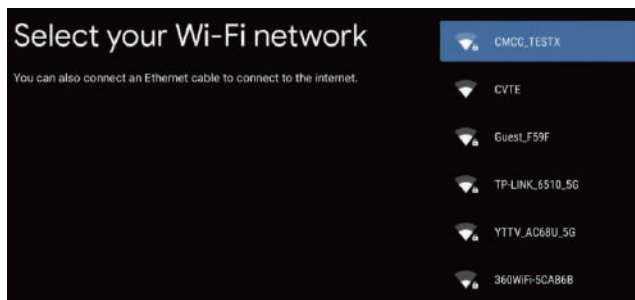 Select your Wi-Fi network
You can also connect an Ethernet cable to connect to the internet.
CMCC_TESTX
CVTE
Guest_F59F
TP-LINK_6510_5G
YTTV_AC68U_5G
360WiFi-5CAB6B